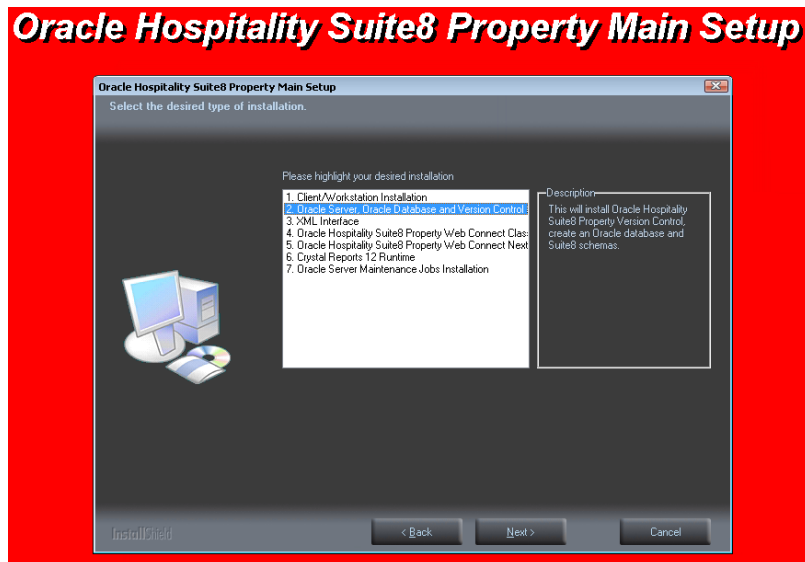 Oracle Hospitality Suite8 Property Main Setup
Oracle Hospitality Suite8 Property Main Setup
Select the desired type of installation.
Please highlight your desired installation
1. Client/Workstation Installation
2. Oracle Server, Oracle Database and Version Control
3. XML Interface
4. Oracle Hospitality Suite8 Property Web Connect Clas
5. Oracle Hospitality Suite8 Property Web Connect Next
6. Crystal Reports 12 Runtime
7. Oracle Server Maintenance Jobs Installation
Description
This will install Oracle Hospitality
Suite8 Property Version Control,
create an Oracle database and
Suite8 schemas.
InstallShield
< Back
Next >
Cancel